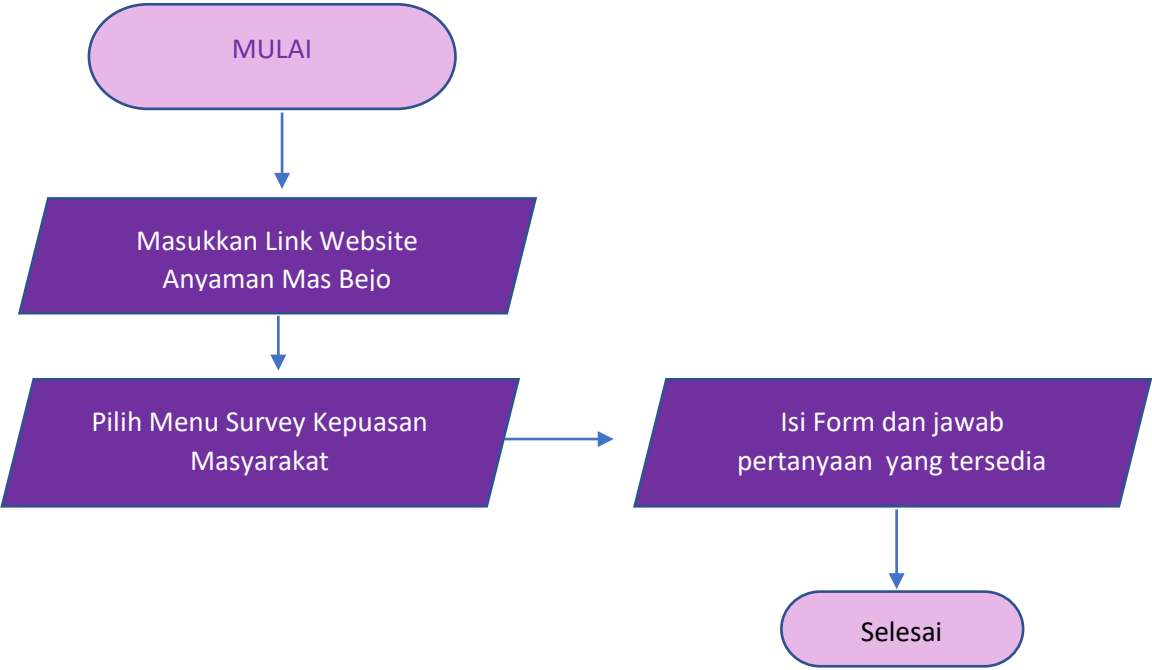 MULAI
Masukkan Link Website
Anyaman Mas Bejo
Pilih Menu Survey Kepuasan
Masyarakat
Isi Form dan jawab
pertanyaan  yang tersedia
Selesai